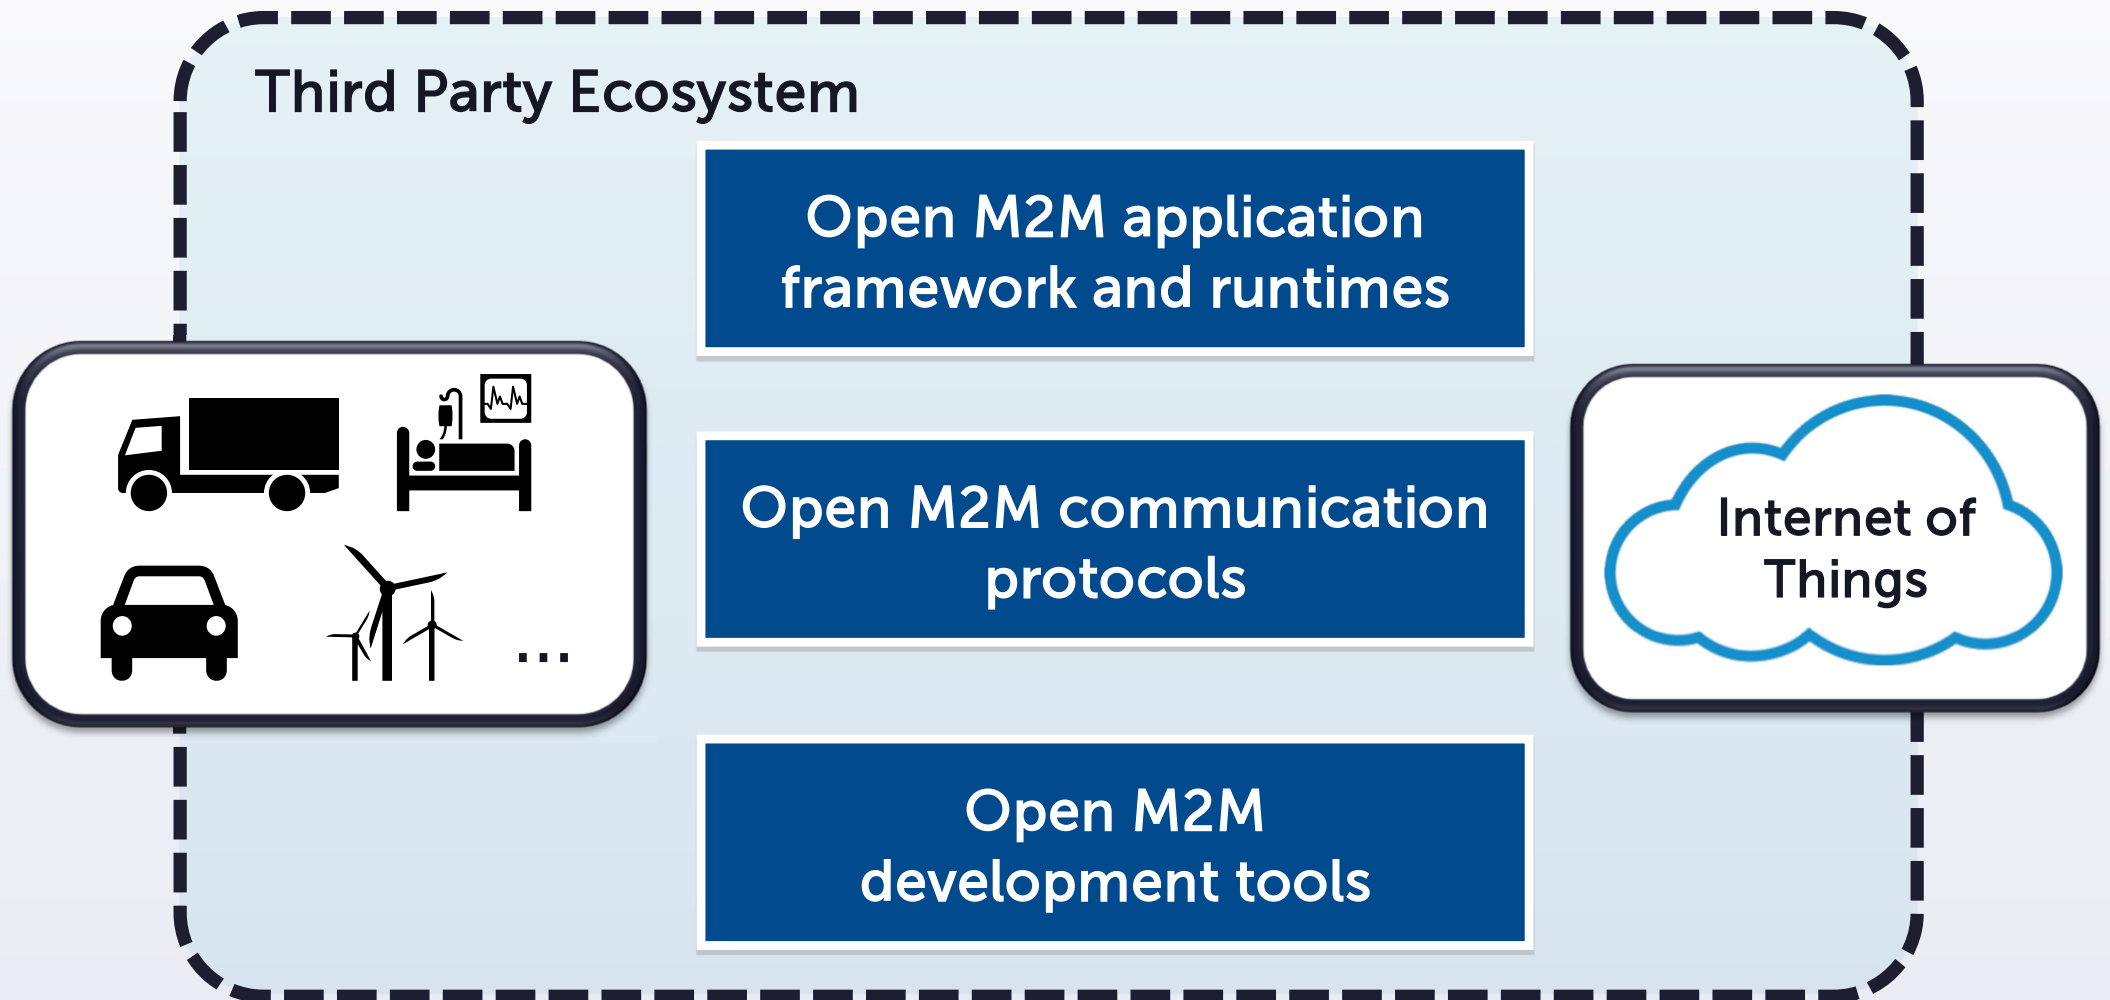 Third Party Ecosystem
Open M2M application
framework and runtimes
Open M2M communication
protocols
Open M2M
development tools
...
Internet of
Things